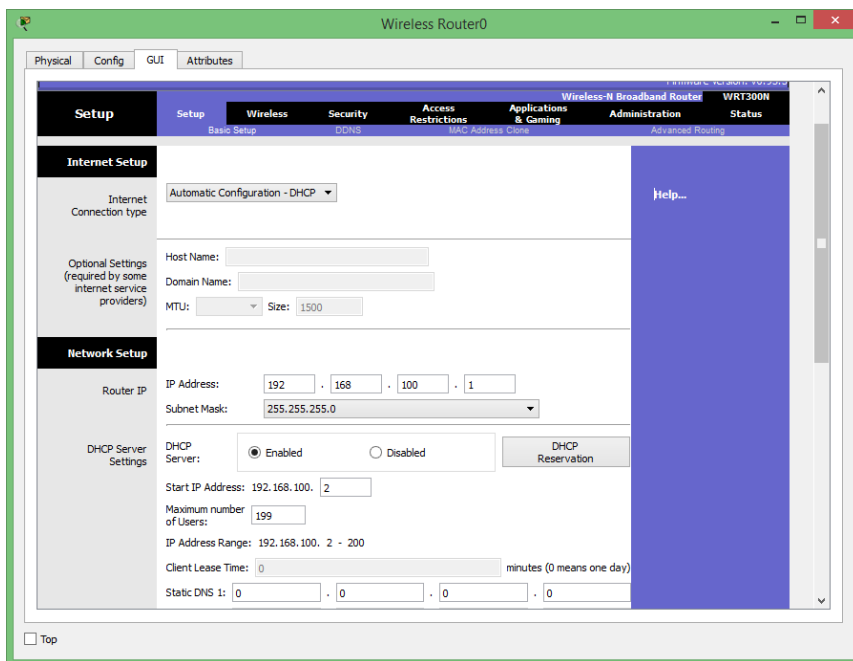 Wireless Router0
Physical Config GUI Attributes
Wireless-N Broadband Router WRT300N
Setup Setup Wireless Security Access Restrictions Applications & Gaming Administration Status
Basic Setup DDNS MAC Address Clone Advanced Routing
Internet Setup
Internet Connection type
Automatic Configuration - DHCP
Help...
Optional Settings
(required by some
internet service
providers)
Host Name:
Domain Name:
MTU: Size: 1500
Network Setup
Router IP
IP Address: 192 . 168 . 100 . 1
Subnet Mask: 255.255.255.0
DHCP Server
Settings
DHCP Server: Enabled Disabled DHCP Reservation
Start IP Address: 192.168.100. 2
Maximum number
of Users: 199
IP Address Range: 192.168.100. 2 - 200
Client Lease Time: 0 minutes (0 means one day)
Static DNS 1: 0 . 0 . 0 . 0
Top